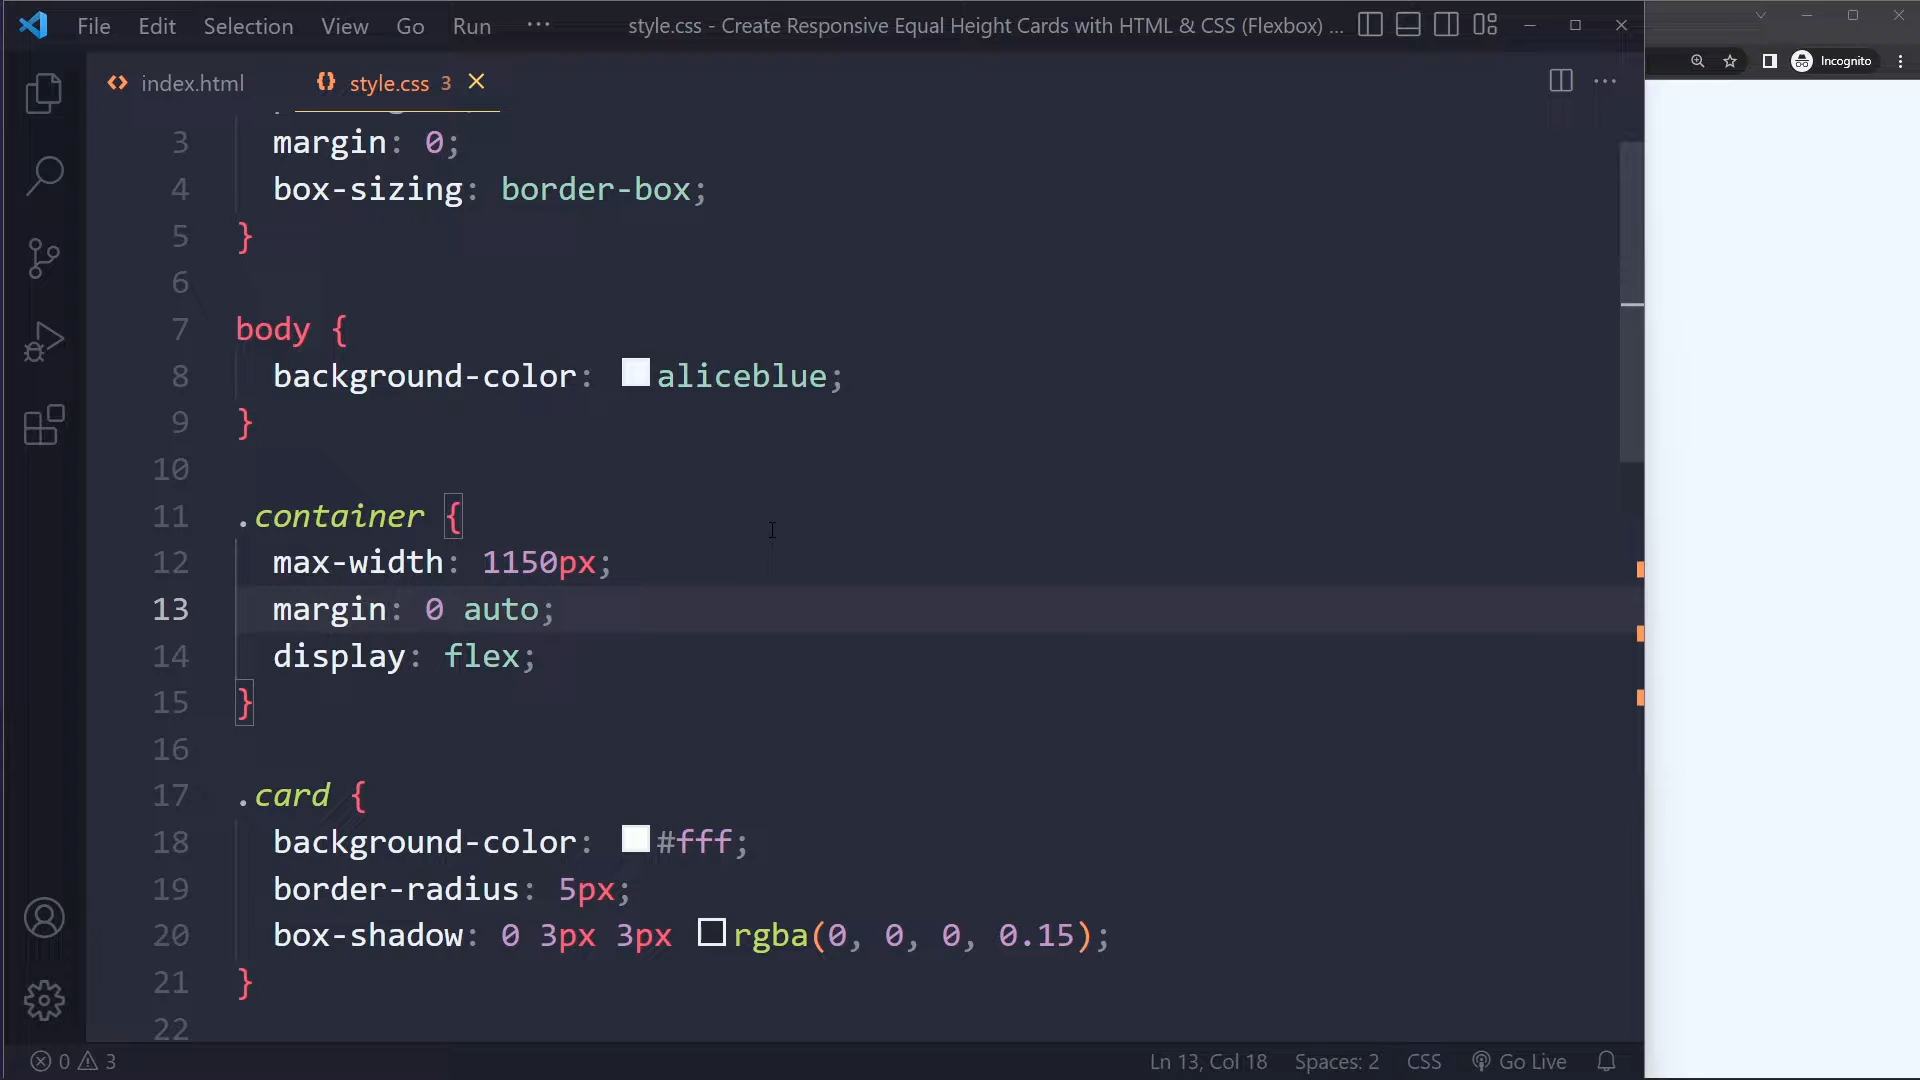 File Edit Selection View Go Run ··· style.css - Create Responsive Equal Height Cards with HTML & CSS (Flexbox) ...
Incognito
index.html style.css 3
3 margin: 0;
4 box-sizing: border-box;
5 }
6
7 body {
8 background-color: aliceblue;
9 }
10
11 .container {
12 max-width: 1150px;
13 margin: 0 auto;
14 display: flex;
15 }
16
17 .card {
18 background-color: #fff;
19 border-radius: 5px;
20 box-shadow: 0 3px 3px rgba(0, 0, 0, 0.15);
21 }
22
0 3 Ln 13, Col 18 Spaces: 2 CSS Go Live